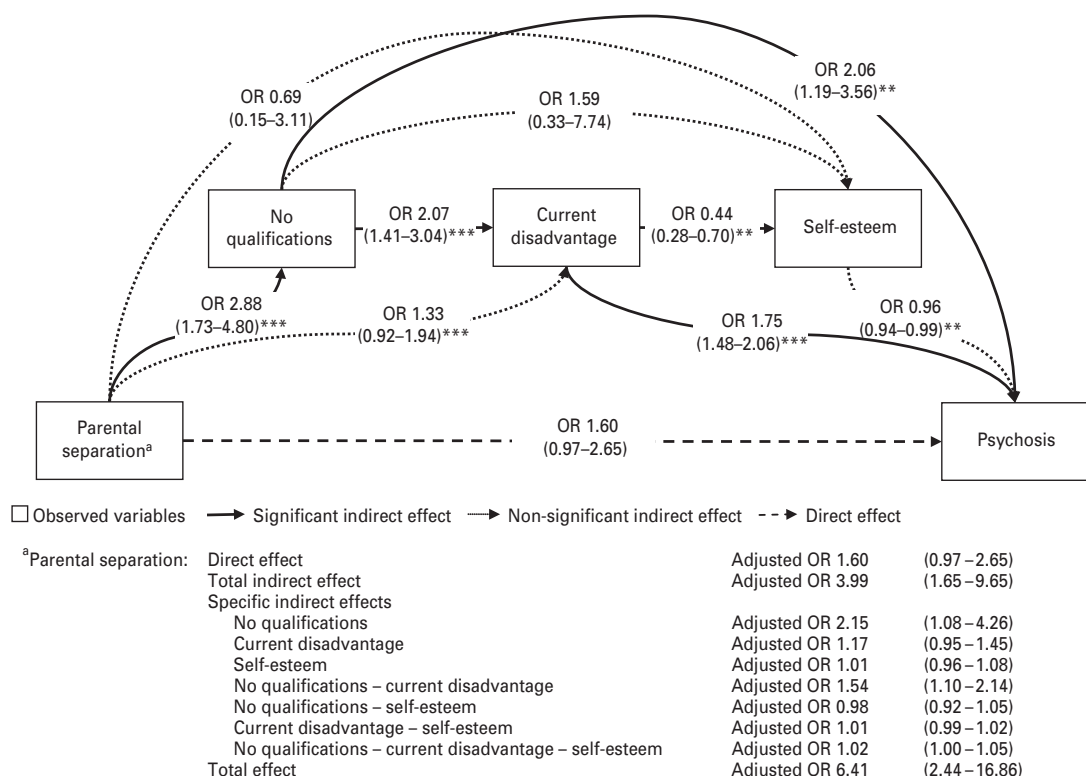 OR 2.06
(1.19–3.56)**
OR 0.69
(0.15–3.11)
OR 1.59
(0.33–7.74)
No
qualifications
OR 2.07
(1.41–3.04)***
Current
disadvantage
OR 0.44
(0.28–0.70)**
Self-esteem
OR 2.88
(1.73–4.80)***
OR 1.33
(0.92–1.94)***
OR 1.75
(1.48–2.06)***
OR 0.96
(0.94–0.99)**
Parental
separationa
OR 1.60
(0.97–2.65)
Psychosis
Observed variables Significant indirect effect Non-significant indirect effect Direct effect
aParental separation: Direct effect Adjusted OR 1.60 (0.97–2.65)
Total indirect effect Adjusted OR 3.99 (1.65–9.65)
Specific indirect effects
No qualifications Adjusted OR 2.15 (1.08–4.26)
Current disadvantage Adjusted OR 1.17 (0.95–1.45)
Self-esteem Adjusted OR 1.01 (0.96–1.08)
No qualifications – current disadvantage Adjusted OR 1.54 (1.10–2.14)
No qualifications – self-esteem Adjusted OR 0.98 (0.92–1.05)
Current disadvantage – self-esteem Adjusted OR 1.01 (0.99–1.02)
No qualifications – current disadvantage – self-esteem Adjusted OR 1.02 (1.00–1.05)
Total effect Adjusted OR 6.41 (2.44–16.86)